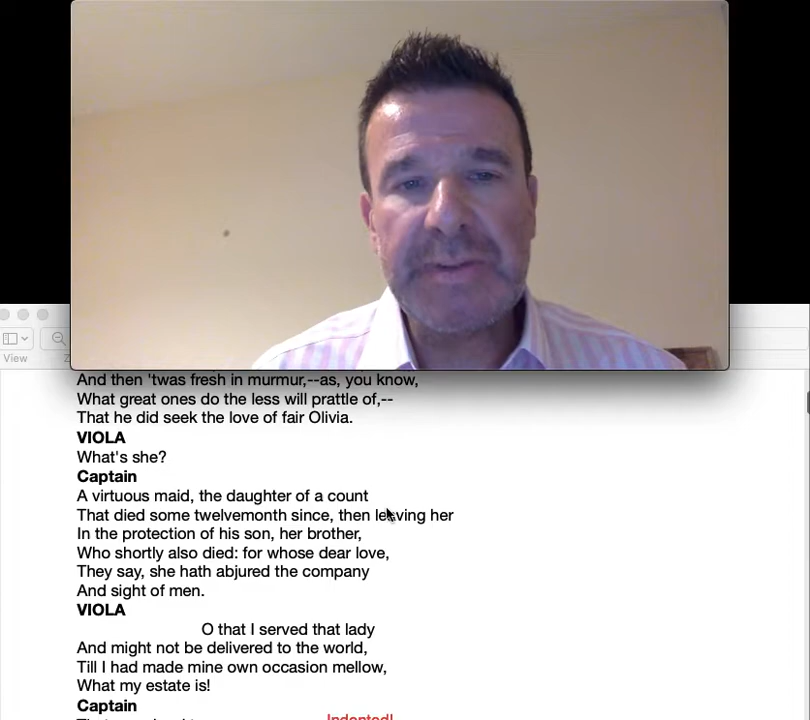 View
And then 'twas fresh in murmur,--as, you know,
What great ones do the less will prattle of,--
That he did seek the love of fair Olivia.
VIOLA
What's she?
Captain
A virtuous maid, the daughter of a count
That died some twelvemonth since, then leaving her
In the protection of his son, her brother,
Who shortly also died: for whose dear love,
They say, she hath abjured the company
And sight of men.
VIOLA
O that I served that lady
And might not be delivered to the world,
Till I had made mine own occasion mellow,
What my estate is!
Captain
Indented!